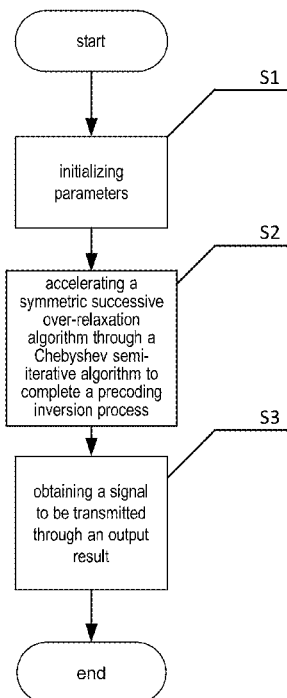 start
S1
initializing
parameters
S2
accelerating a
symmetric successive
over-relaxation
algorithm through a
Chebyshev semi-
iterative algorithm to
complete a precoding
inversion process
S3
obtaining a signal
to be transmitted
through an output
result
end